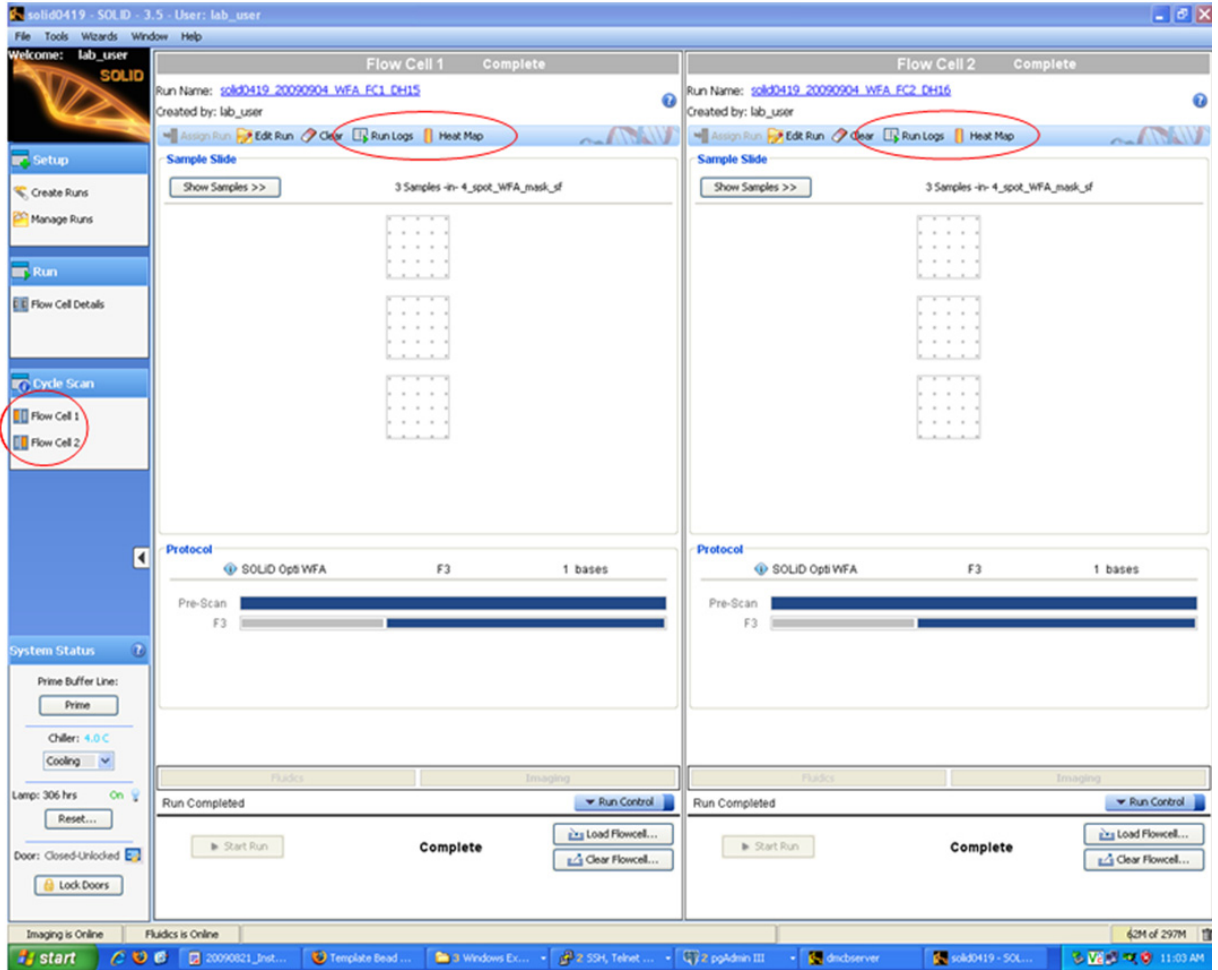 solid0419 - SOLID - 3.5 - User: lab_user
File Tools Wizards Window Help
Welcome: lab_user
SOLID
Setup
Create Runs
Manage Runs
Run
Flow Cell Details
Cycle Scan
Flow Cell 1
Flow Cell 2
System Status
Prime Buffer Line:
Prime
Chiller: 4.0 C
Cooling
Lamp: 306 hrs On
Reset...
Door: Closed-Unlocked
Lock Doors
Flow Cell 1 Complete
Run Name: solid0419_20090904_WFA_FC1_DH15
Created by: lab_user
Assign Run Edit Run Clear Run Logs Heat Map
Sample Slide
Show Samples >> 3 Samples -in- 4_spot_WFA_mask_sf
Protocol
SOLiD Opti WFA F3 1 bases
Pre-Scan
F3
Fluidics Imaging
Run Completed Run Control
Start Run Complete Load Flowcell...
Clear Flowcell...
Flow Cell 2 Complete
Run Name: solid0419_20090904_WFA_FC2_DH16
Created by: lab_user
Assign Run Edit Run Clear Run Logs Heat Map
Sample Slide
Show Samples >> 3 Samples -in- 4_spot_WFA_mask_sf
Protocol
SOLiD Opti WFA F3 1 bases
Pre-Scan
F3
Fluidics Imaging
Run Completed Run Control
Start Run Complete Load Flowcell...
Clear Flowcell...
Imaging is Online Fluidics is Online 62M of 297M
start 20090821_Inst... Template Bead ... 3 Windows Ex... 2 SSH, Telnet ... 2 pgAdmin III dmcbserver solid0419 - SOL... 11:03 AM